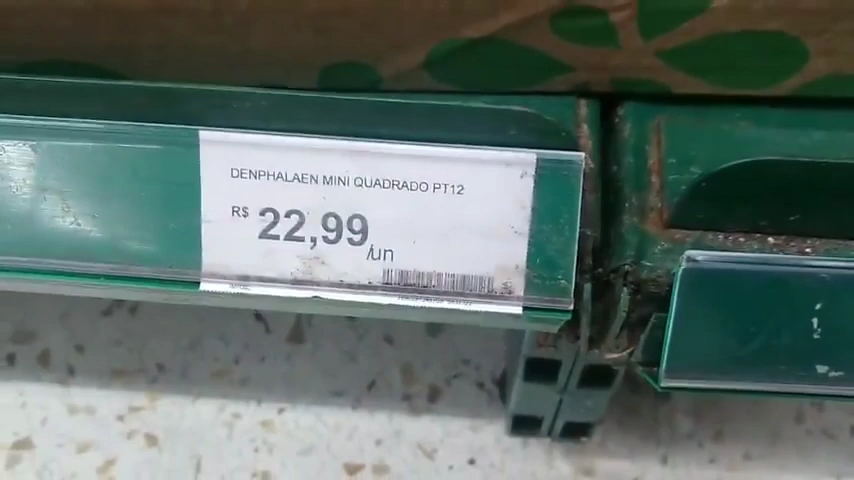 DENPHALAEN MINI QUADRADO PT12
R$ 22,99 /un